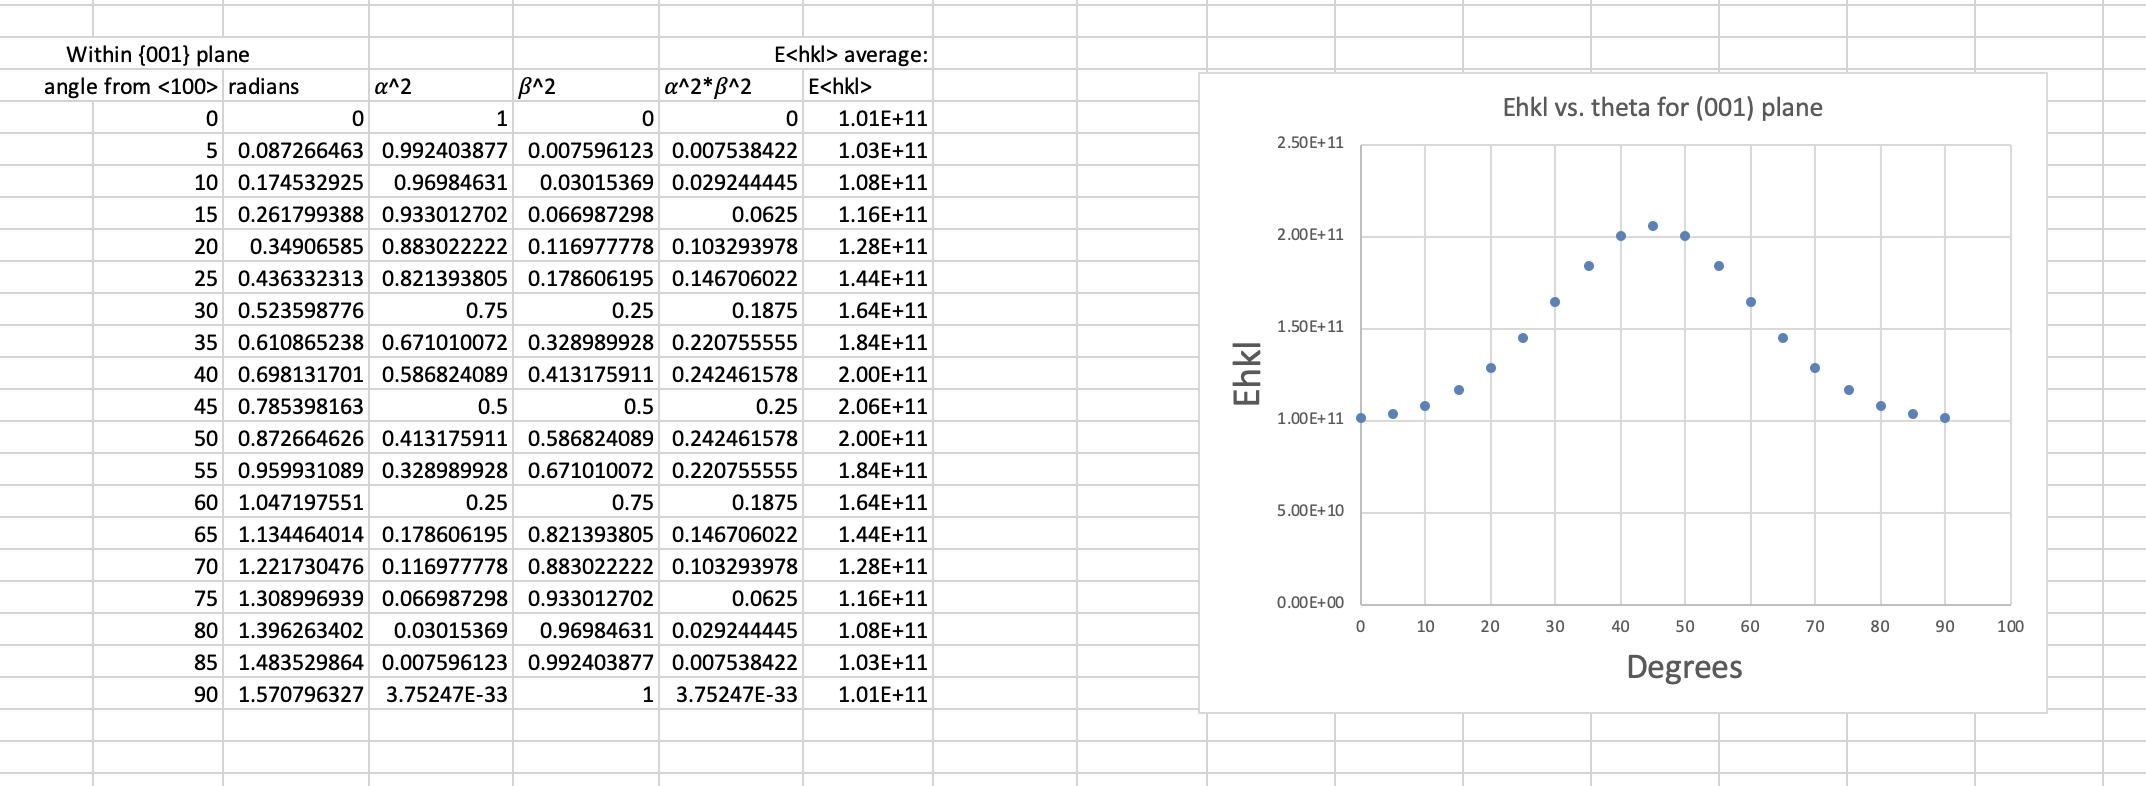 Within {001} plane E<hkl> average:
angle from <100> radians α^2 β^2 α^2*β^2 E<hkl>
0 0 1 0 0 1.01E+11
5 0.087266463 0.992403877 0.007596123 0.007538422 1.03E+11
10 0.174532925 0.96984631 0.03015369 0.029244445 1.08E+11
15 0.261799388 0.933012702 0.066987298 0.0625 1.16E+11
20 0.34906585 0.883022222 0.116977778 0.103293978 1.28E+11
25 0.436332313 0.821393805 0.178606195 0.146706022 1.44E+11
30 0.523598776 0.75 0.25 0.1875 1.64E+11
35 0.610865238 0.671010072 0.328989928 0.220755555 1.84E+11
40 0.698131701 0.586824089 0.413175911 0.242461578 2.00E+11
45 0.785398163 0.5 0.5 0.25 2.06E+11
50 0.872664626 0.413175911 0.586824089 0.242461578 2.00E+11
55 0.959931089 0.328989928 0.671010072 0.220755555 1.84E+11
60 1.047197551 0.25 0.75 0.1875 1.64E+11
65 1.134464014 0.178606195 0.821393805 0.146706022 1.44E+11
70 1.221730476 0.116977778 0.883022222 0.103293978 1.28E+11
75 1.308996939 0.066987298 0.933012702 0.0625 1.16E+11
80 1.396263402 0.03015369 0.96984631 0.029244445 1.08E+11
85 1.483529864 0.007596123 0.992403877 0.007538422 1.03E+11
90 1.570796327 3.75247E-33 1 3.75247E-33 1.01E+11
Ehkl vs. theta for (001) plane
2.50E+11
2.00E+11
1.50E+11
1.00E+11
5.00E+10
0.00E+00
Ehkl
0 10 20 30 40 50 60 70 80 90 100
Degrees